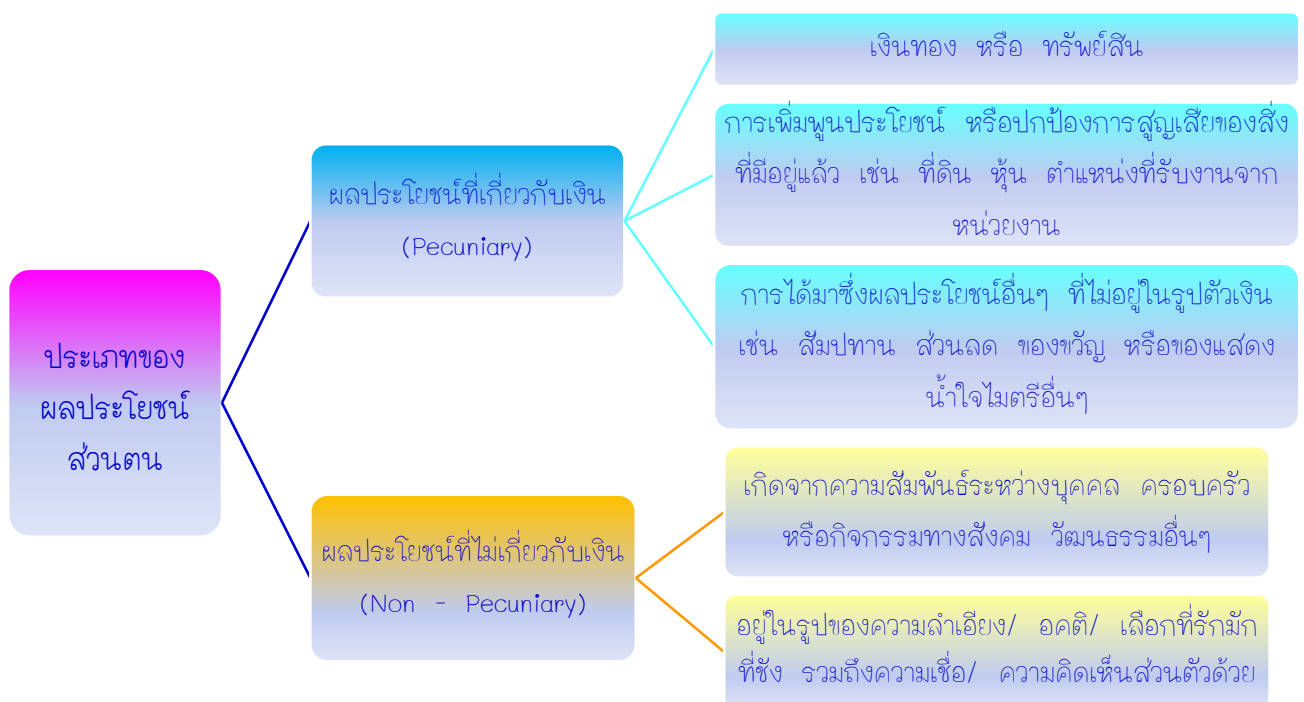 ประเภทของ
ผลประโยชน์
ส่วนตน
ผลประโยชน์ที่เกี่ยวกับเงิน
(Pecuniary)
เงินทอง หรือ ทรัพย์สิน
การเพิ่มพูนประโยชน์ หรือปกป้องการสูญเสียของสิ่ง
ที่มีอยู่แล้ว เช่น ที่ดิน หุ้น ตำแหน่งที่รับงานจาก
หน่วยงาน
การได้มาซึ่งผลประโยชน์อื่นๆ ที่ไม่อยู่ในรูปตัวเงิน
เช่น สัมปทาน ส่วนลด ของขวัญ หรือของแสดง
น้ำใจไมตรีอื่นๆ
ผลประโยชน์ที่ไม่เกี่ยวกับเงิน
(Non - Pecuniary)
เกิดจากความสัมพันธ์ระหว่างบุคคล ครอบครัว
หรือกิจกรรมทางสังคม วัฒนธรรมอื่นๆ
อยู่ในรูปของความลำเอียง/ อคติ/ เลือกที่รักมัก
ที่ชัง รวมถึงความเชื่อ/ ความคิดเห็นส่วนตัวด้วย